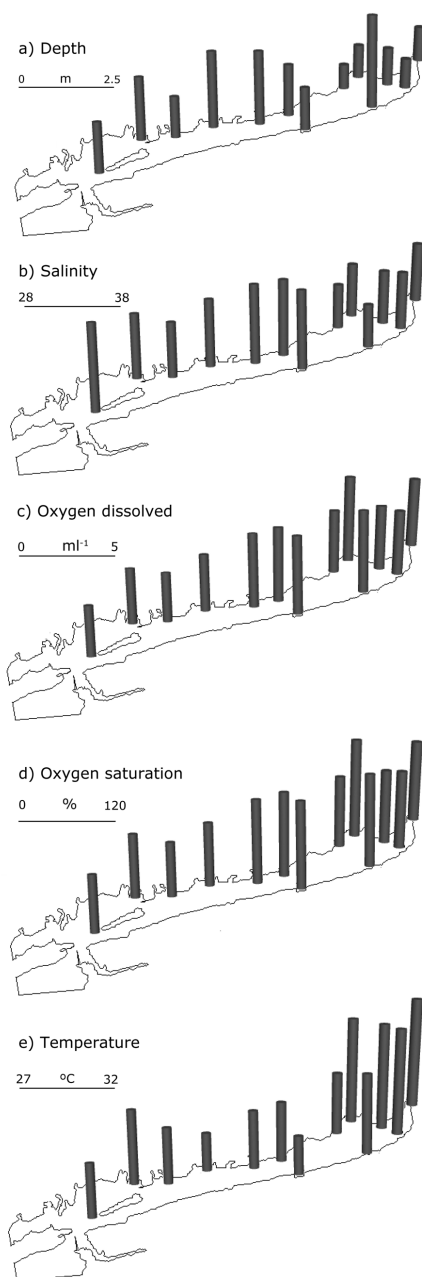 a) Depth
0 m 2.5
b) Salinity
28 38
c) Oxygen dissolved
0 ml⁻¹ 5
d) Oxygen saturation
0 % 120
e) Temperature
27 ºC 32